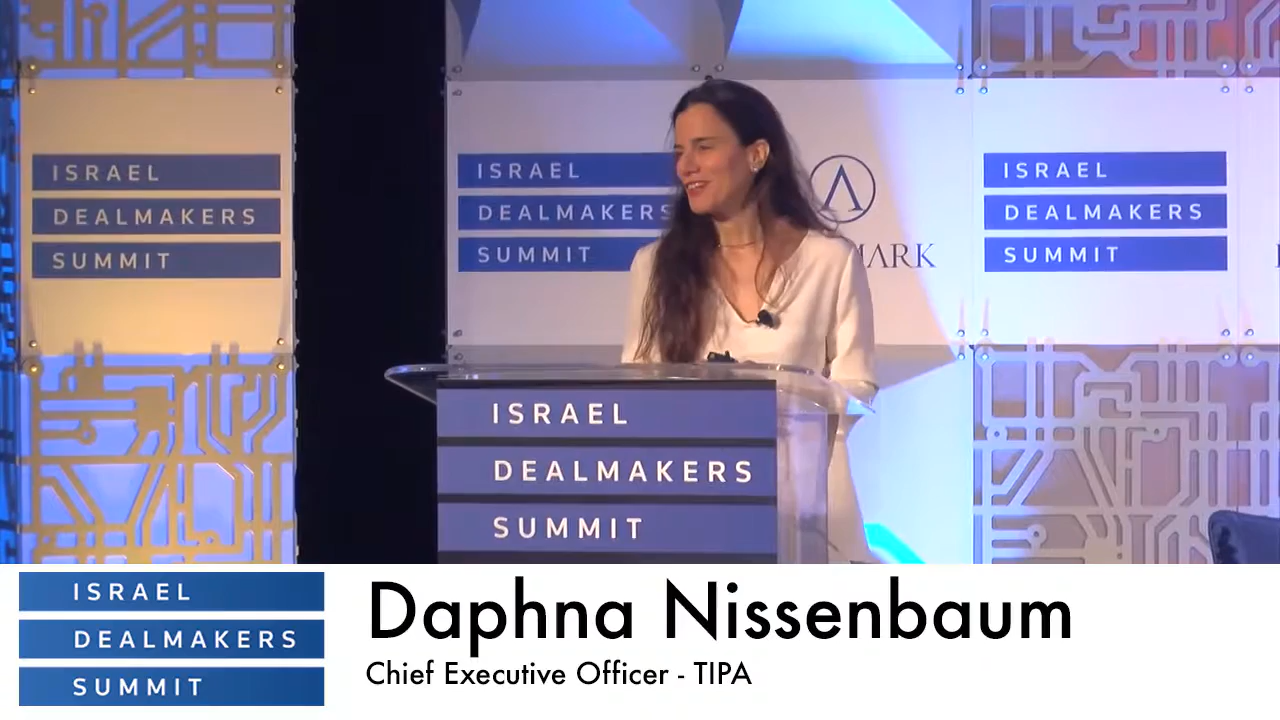 ISRAEL
DEALMAKERS
SUMMIT
ISRAEL
DEALMAKERS
SUMMIT
MARK
ISRAEL
DEALMAKERS
SUMMIT
ISRAEL
DEALMAKERS
SUMMIT
ISRAEL
DEALMAKERS
SUMMIT
Daphna Nissenbaum
Chief Executive Officer - TIPA